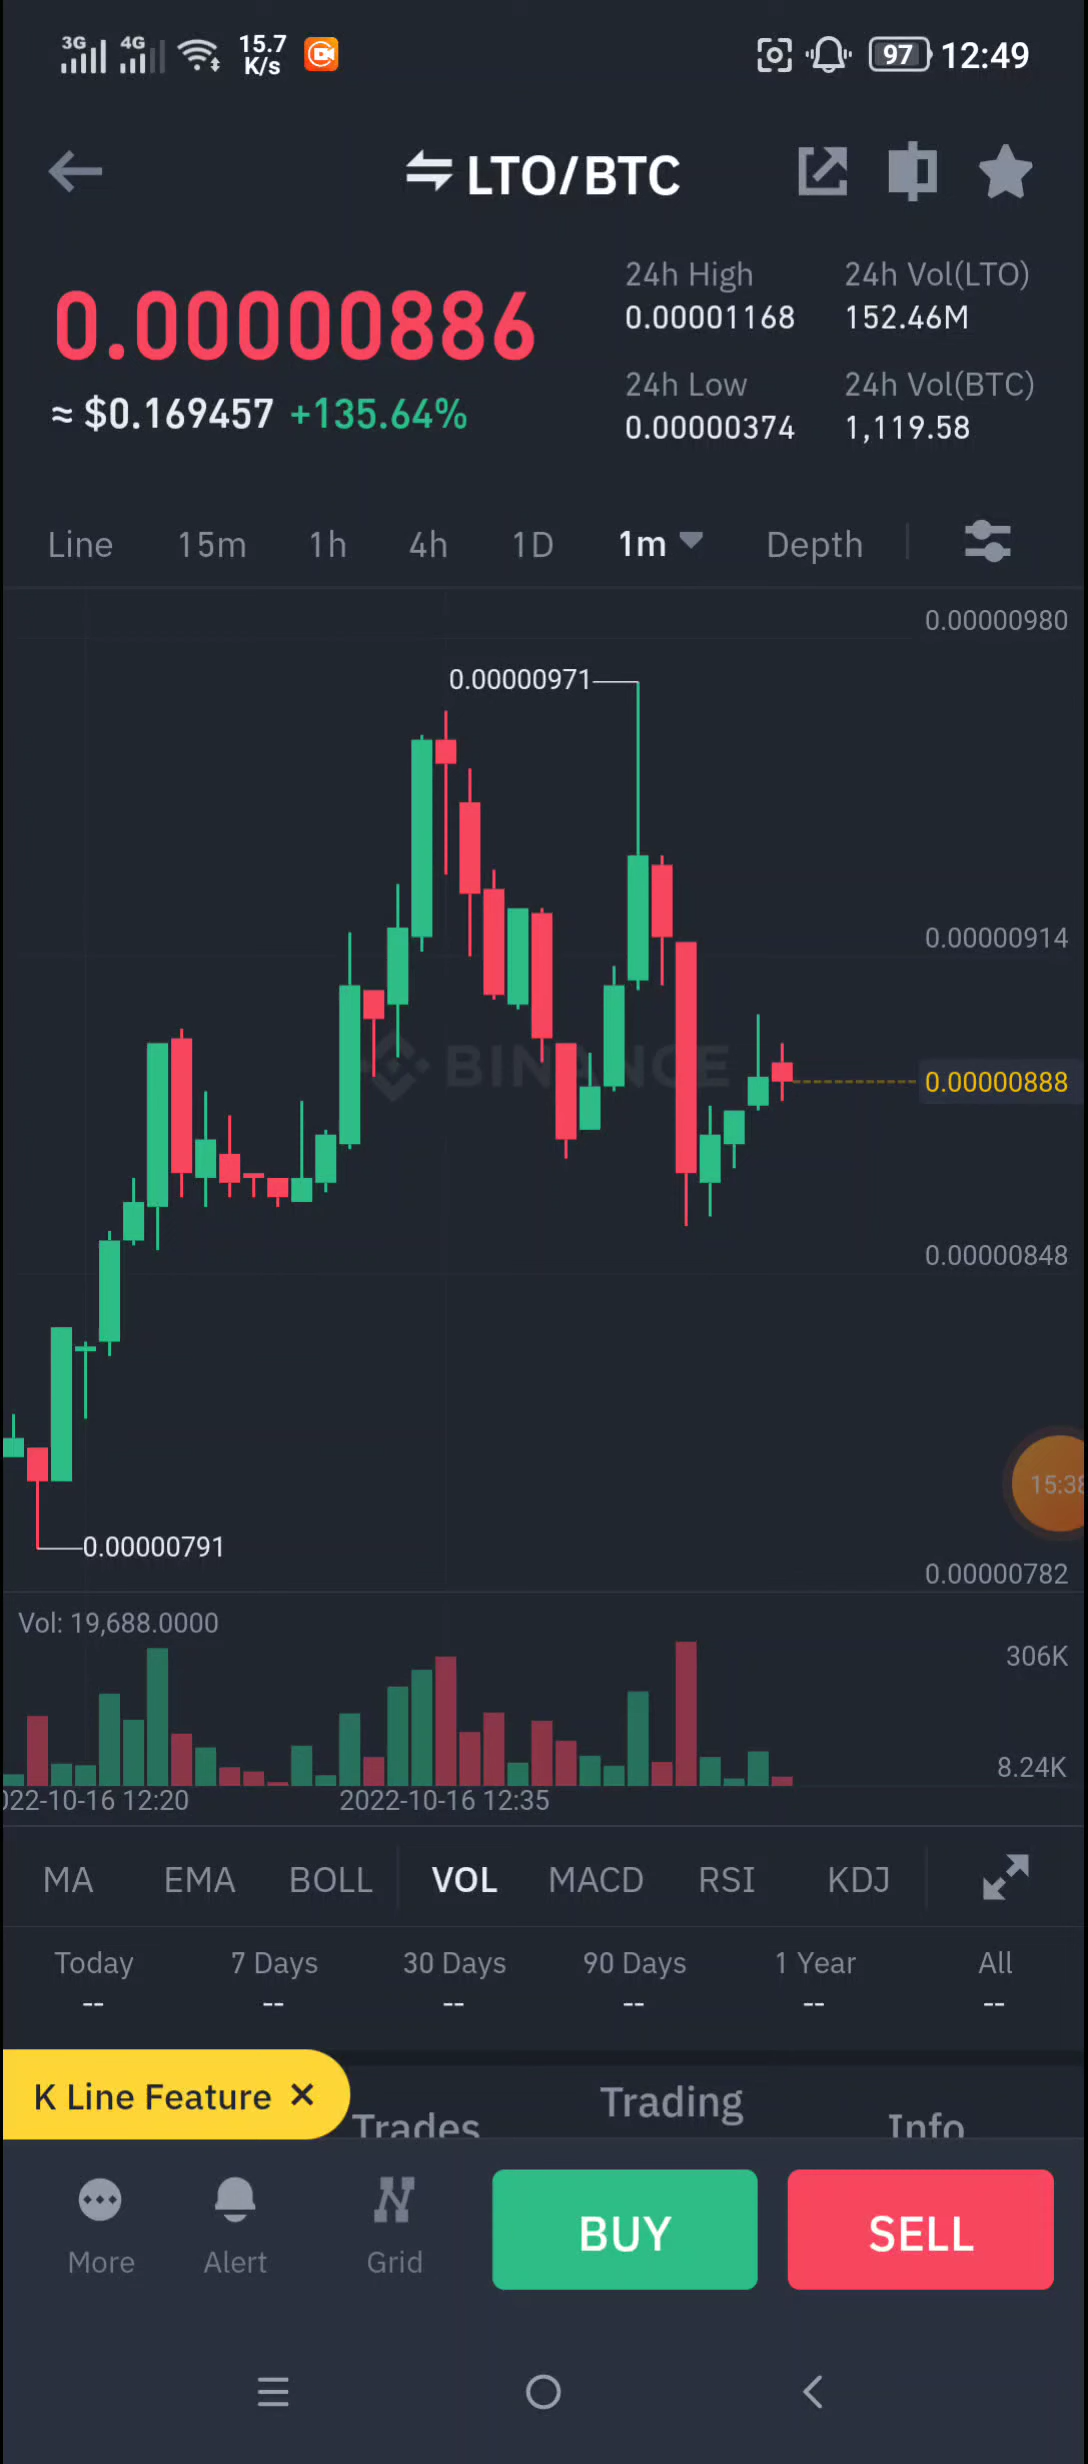 3G 4G 15.7 K/s 97 12:49
LTO/BTC
0.00000886
≈ $0.169457 +135.64%
24h High 24h Vol(LTO)
0.00001168 152.46M
24h Low 24h Vol(BTC)
0.00000374 1,119.58
Line 15m 1h 4h 1D 1m Depth
0.00000980
0.00000971
0.00000914
BINANCE
0.00000888
0.00000848
15:38
0.00000791
0.00000782
Vol: 19,688.0000
306K
8.24K
022-10-16 12:20 2022-10-16 12:35
MA EMA BOLL VOL MACD RSI KDJ
Today 7 Days 30 Days 90 Days 1 Year All
-- -- -- -- -- --
K Line Feature ×
Trades Trading Info
More Alert Grid BUY SELL